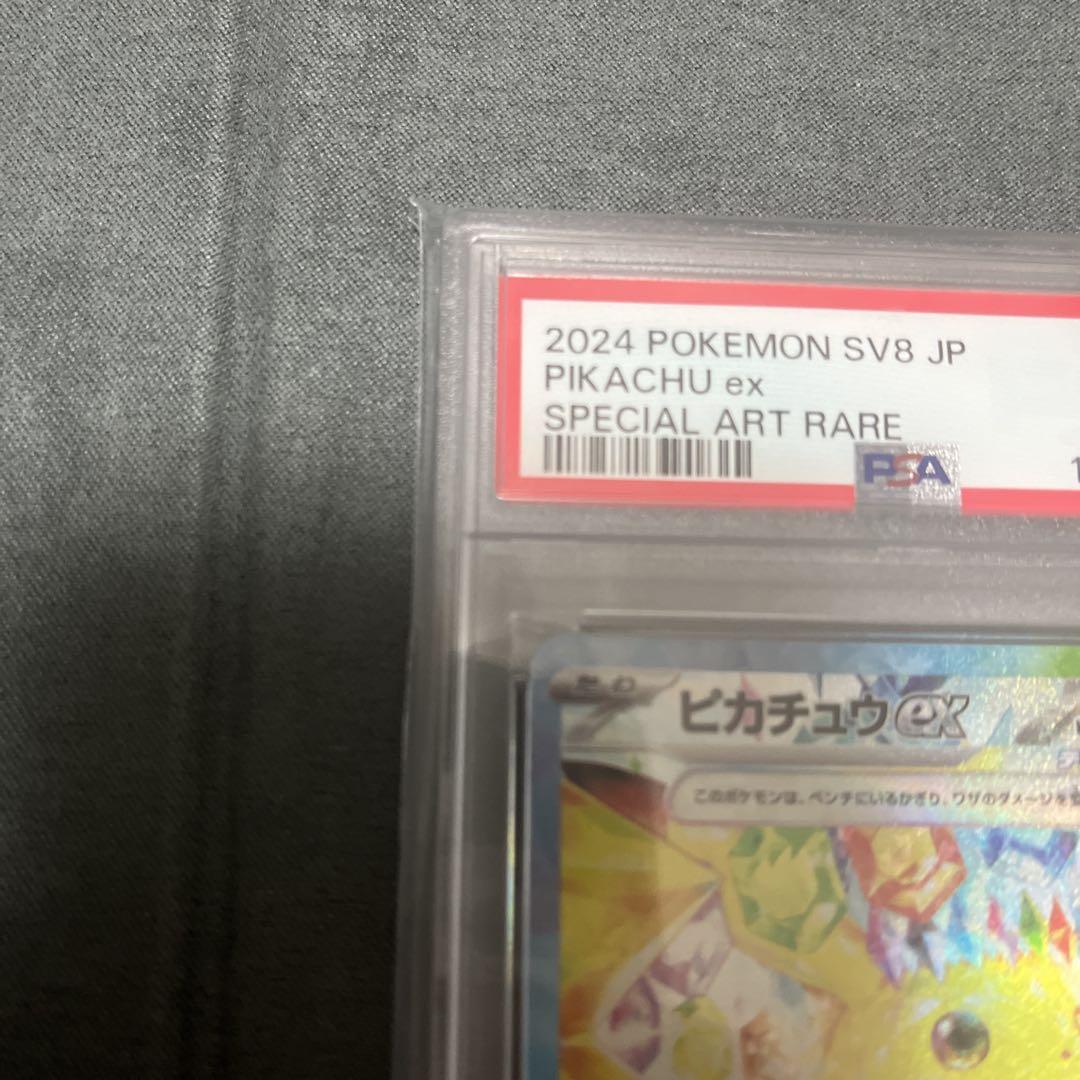 2024 POKEMON SV8 JP
PIKACHU ex
SPECIAL ART RARE
PSA
ピカチュウex
このポケモンは、ベンチにいるかぎり、ワザのダメージを